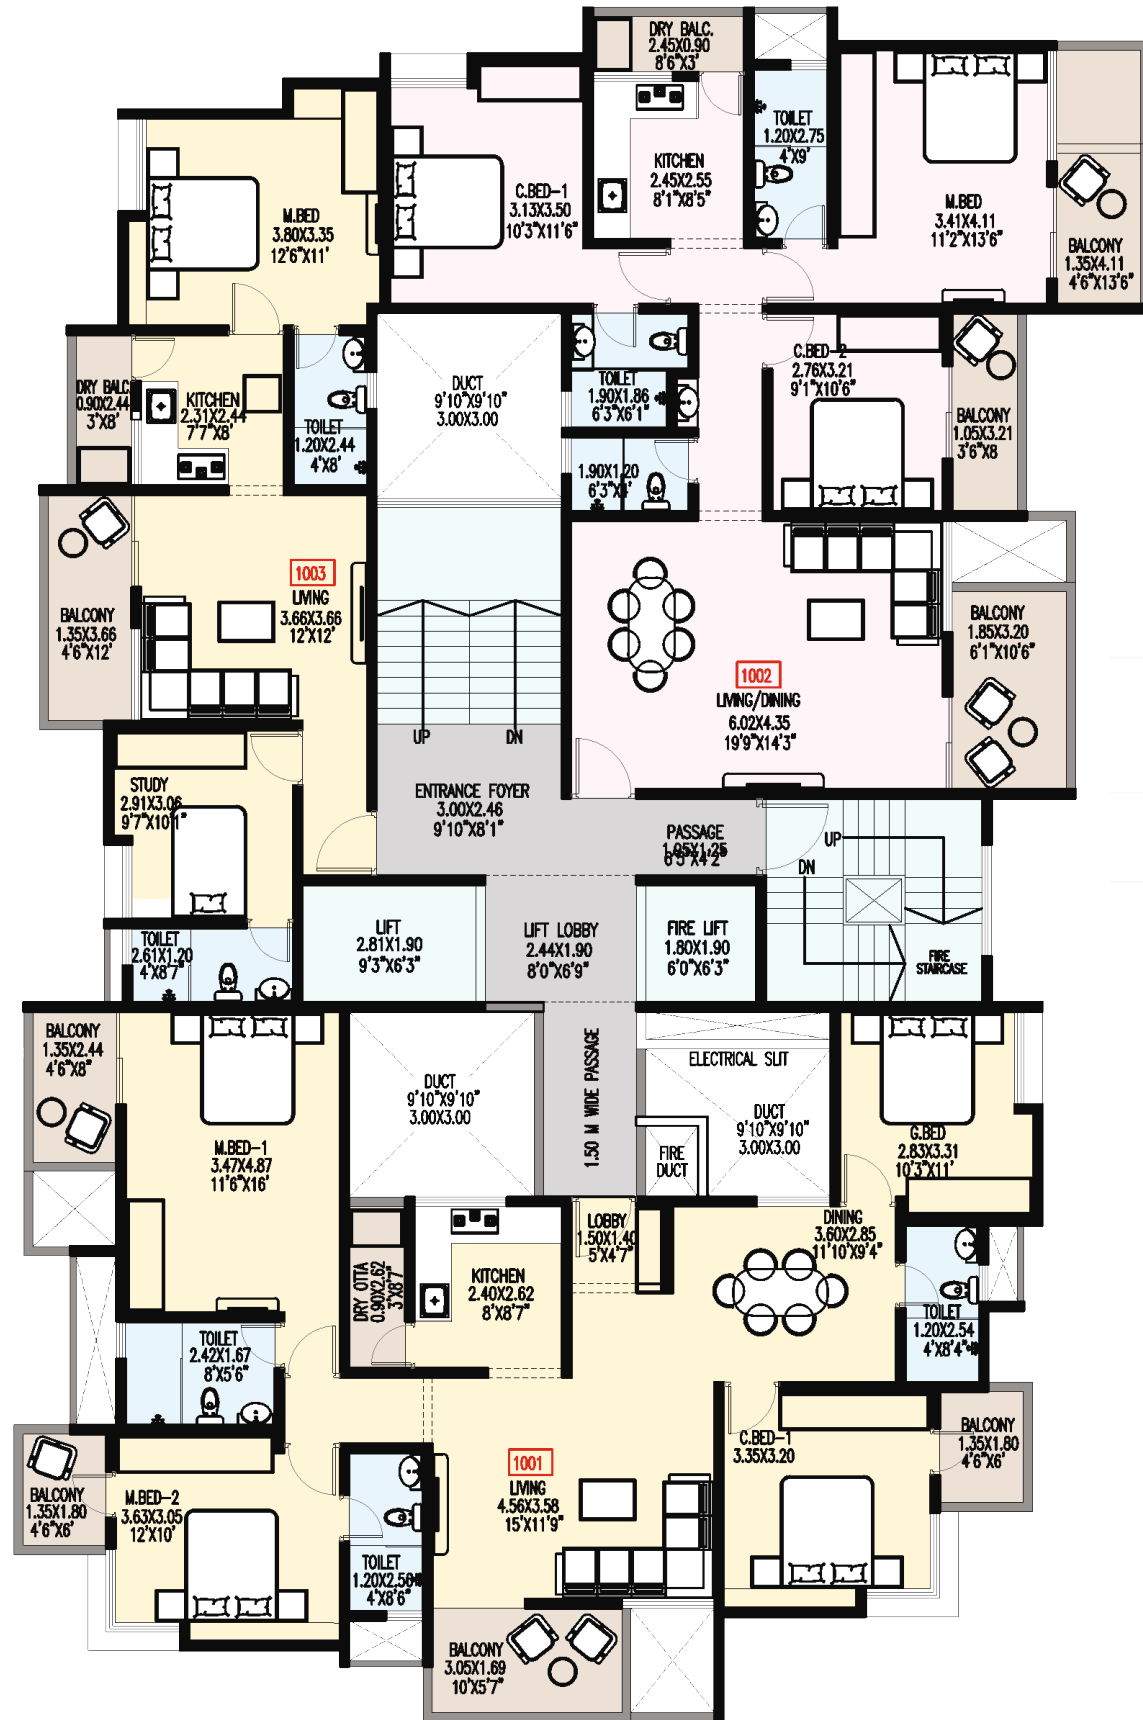 DRY BALC.
2.45X0.90
8'6"X3'
TOILET
1.20X2.75
4'X9'
KITCHEN
2.45X2.55
8'1"X8'5"
C.BED-1
3.13X3.50
10'3"X11'6"
M.BED
3.41X4.11
11'2"X13'6"
BALCONY
1.35X4.11
4'6"X13'6"
M.BED
3.80X3.35
12'6"X11'
DRY BALC.
0.90X2.44
3'X8'
KITCHEN
2.31X2.44
7'7"X8'
TOILET
1.20X2.44
4'X8'
DUCT
9'10"X9'10"
3.00X3.00
TOILET
1.90X1.86
6'3"X6'1"
1.90X1.20
6'3"X4'
C.BED-2
2.76X3.21
9'1"X10'6"
BALCONY
1.05X3.21
3'6"X8
1003
LIVING
3.66X3.66
12'X12'
BALCONY
1.35X3.66
4'6"X12'
BALCONY
1.85X3.20
6'1"X10'6"
1002
LIVING/DINING
6.02X4.35
19'9"X14'3"
UP
DN
STUDY
2.91X3.06
9'7"X10'1"
ENTRANCE FOYER
3.00X2.46
9'10"X8'1"
PASSAGE
1.95X1.25
6'5"X4'2"
UP
DN
FIRE
STAIRCASE
TOILET
2.61X1.20
4'X8'7"
LIFT
2.81X1.90
9'3"X6'3"
LIFT LOBBY
2.44X1.90
8'0"X6'9"
FIRE LIFT
1.80X1.90
6'0"X6'3"
BALCONY
1.35X2.44
4'6"X8"
M.BED-1
3.47X4.87
11'6"X16'
DUCT
9'10"X9'10"
3.00X3.00
1.50 M WIDE PASSAGE
ELECTRICAL SLIT
DUCT
9'10"X9'10"
3.00X3.00
FIRE
DUCT
G.BED
2.83X3.31
10'3"X11'
LOBBY
1.50X1.40
5'X4'7"
DINING
3.60X2.85
11'10"X9'4"
DRY OTTA
0.90X2.62
3'X8'7"
KITCHEN
2.40X2.62
8'X8'7"
TOILET
1.20X2.54
4'X8'4"
TOILET
2.42X1.67
8'X5'6"
C.BED-1
3.35X3.20
BALCONY
1.35X1.80
4'6"X6'
BALCONY
1.35X1.80
4'6"X6'
M.BED-2
3.63X3.05
12'X10'
1001
LIVING
4.56X3.58
15'X11'9"
TOILET
1.20X2.56
4'X8'6"
BALCONY
3.05X1.69
10'X5'7"